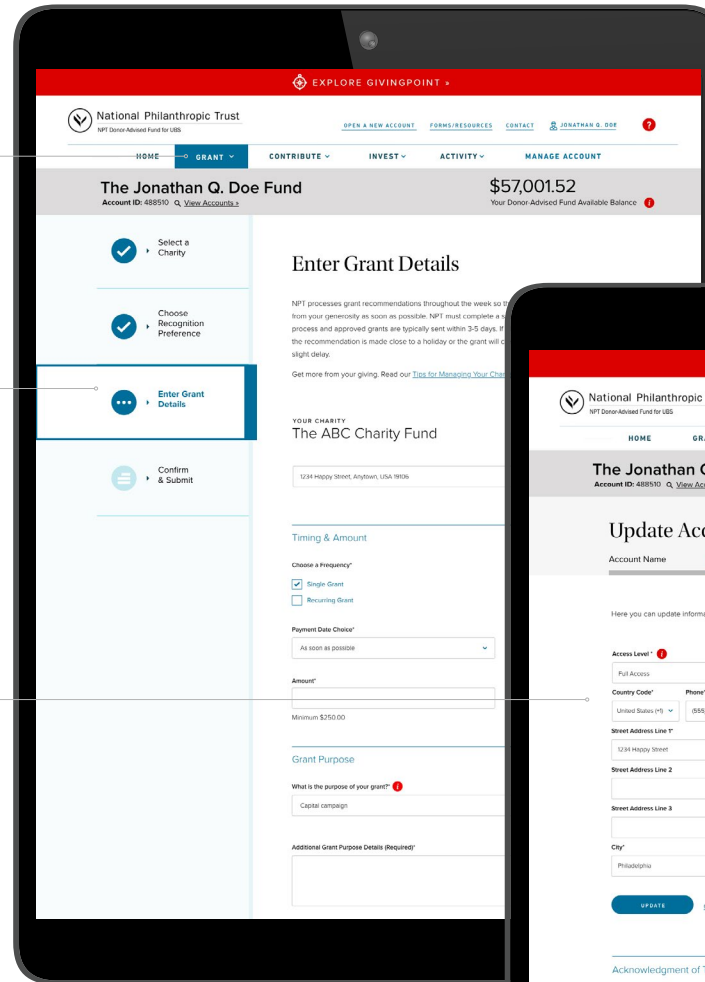 EXPLORE GIVINGPOINT »
National Philanthropic Trust
NPT Donor-Advised Fund for UBS
OPEN A NEW ACCOUNT FORMS/RESOURCES CONTACT JONATHAN Q. DOE ?
HOME GRANT CONTRIBUTE INVEST ACTIVITY MANAGE ACCOUNT
The Jonathan Q. Doe Fund
Account ID: 488510 View Accounts »
$57,001.52
Your Donor-Advised Fund Available Balance i
Select a
Charity
Choose
Recognition
Preference
Enter Grant
Details
Confirm
& Submit
Enter Grant Details
NPT processes grant recommendations throughout the week so
from your generosity as soon as possible. NPT must complete a
process and approved grants are typically sent within 3-5 days. If
the recommendation is made close to a holiday or the grant will
slight delay.
Get more from your giving. Read our Tips for Managing Your
YOUR CHARITY
The ABC Charity Fund
1234 Happy Street, Anytown, USA 19106
Timing & Amount
Choose a Frequency*
Single Grant
Recurring Grant
Payment Date Choice*
As soon as possible
Amount*
Minimum $250.00
Grant Purpose
What is the purpose of your grant?* i
Capital campaign
Additional Grant Purpose Details (Required)*
National Philanthropic
NPT Donor-Advised Fund for UBS
HOME GR
The Jonathan
Account ID: 488510 View Acc
Update Acc
Account Name
Here you can update informa
Access Level * i
Full Access
Country Code* Phone*
United States (+1) (555)
Street Address Line 1*
1234 Happy Street
Street Address Line 2
Street Address Line 3
City*
Philadelphia
UPDATE
Acknowledgment of T